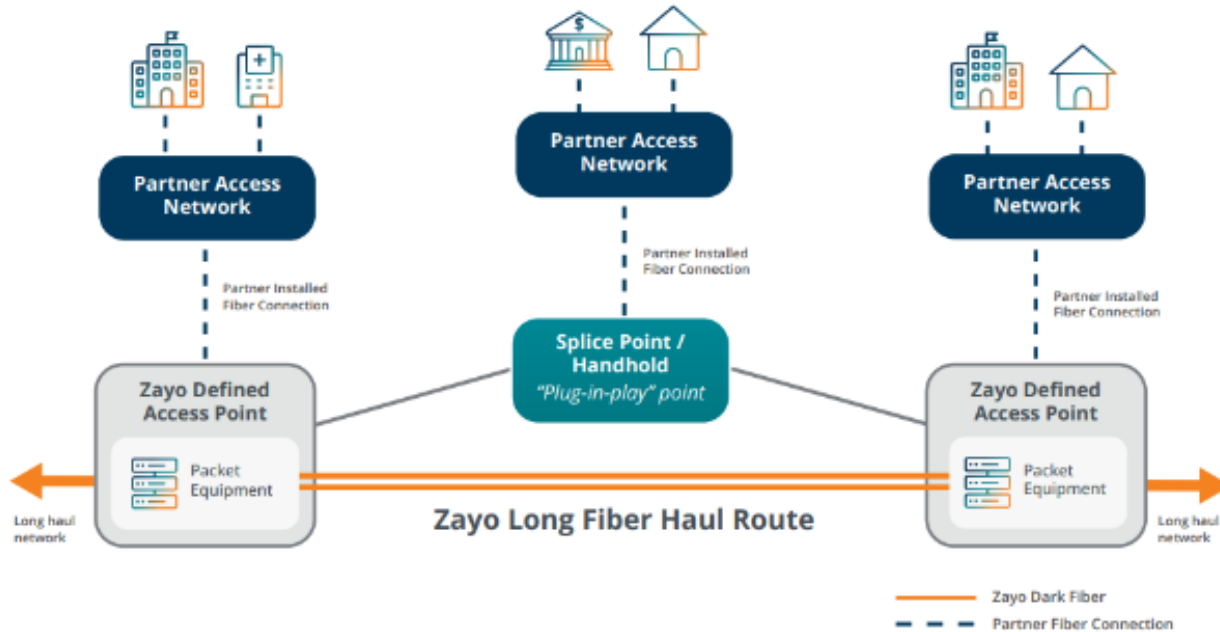 Partner Access
Network
Partner Access
Network
Partner Access
Network
Partner Installed
Fiber Connection
Partner Installed
Fiber Connection
Partner Installed
Fiber Connection
Splice Point /
Handhold
“Plug-in-play” point
Zayo Defined
Access Point
Packet
Equipment
Zayo Defined
Access Point
Packet
Equipment
Long haul
network
Zayo Long Fiber Haul Route
Long haul
network
Zayo Dark Fiber
Partner Fiber Connection